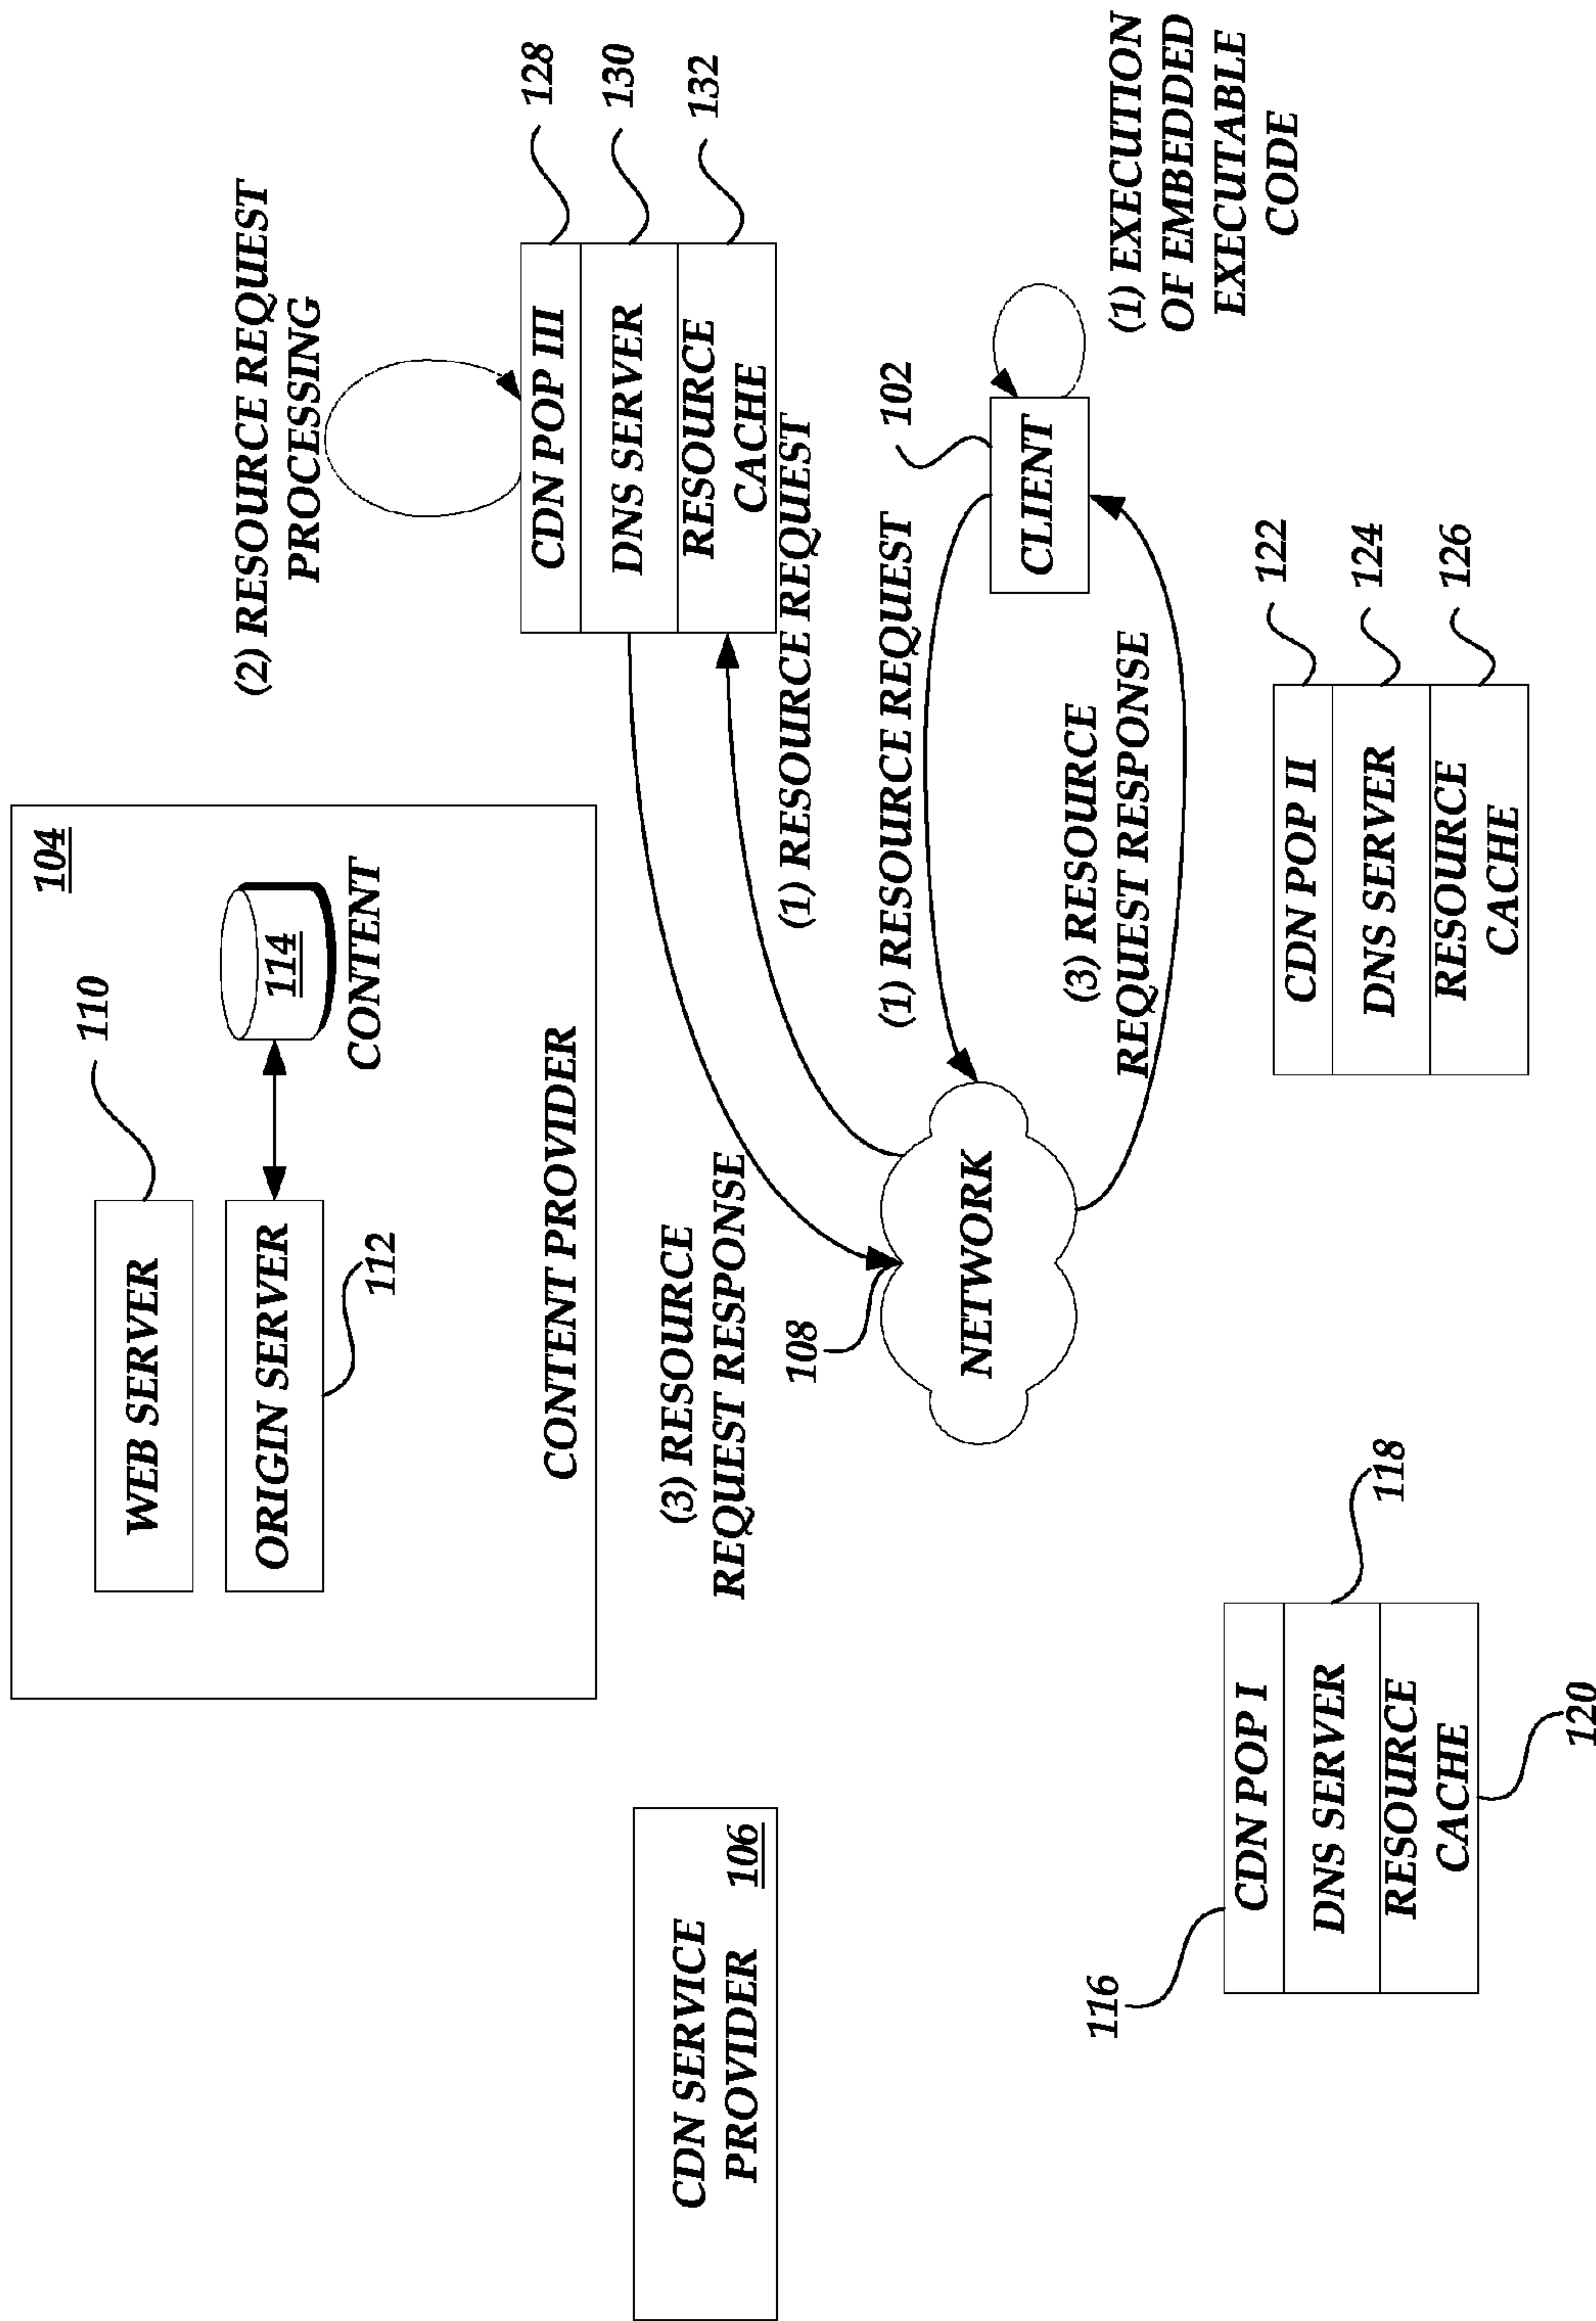 104
110
WEB SERVER
ORIGIN SERVER
112
114
CONTENT
CONTENT PROVIDER
CDN SERVICE
PROVIDER 106
(2) RESOURCE REQUEST
PROCESSING
CDN POP III
DNS SERVER
RESOURCE
CACHE
128
130
132
(3) RESOURCE
REQUEST RESPONSE
(1) RESOURCE REQUEST
(1) RESOURCE REQUEST
108
NETWORK
(3) RESOURCE
REQUEST RESPONSE
102
CLIENT
(1) EXECUTION
OF EMBEDDED
EXECUTABLE
CODE
116
CDN POP I
DNS SERVER
RESOURCE
CACHE
118
120
CDN POP II
DNS SERVER
RESOURCE
CACHE
122
124
126